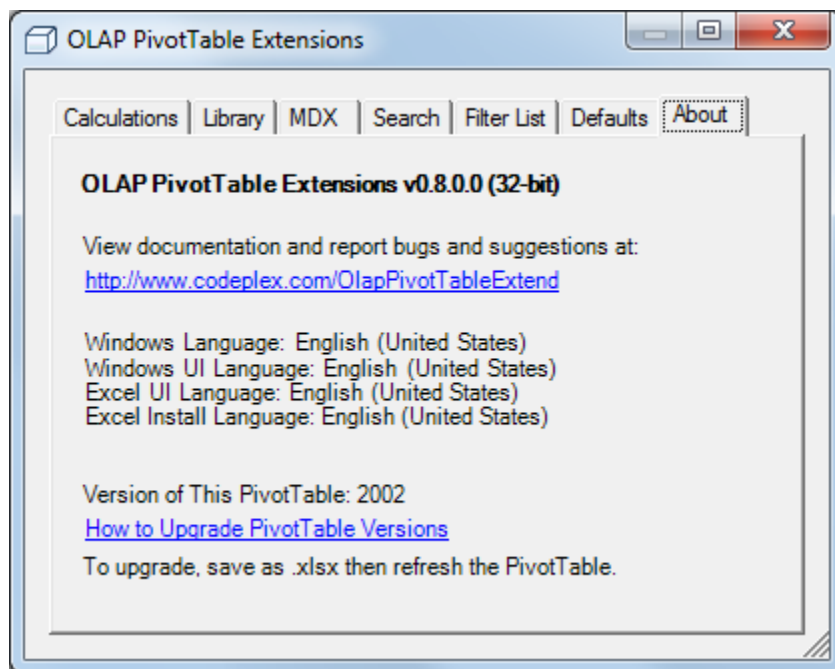 OLAP PivotTable Extensions
Calculations Library MDX Search Filter List Defaults About
OLAP PivotTable Extensions v0.8.0.0 (32-bit)
View documentation and report bugs and suggestions at:
http://www.codeplex.com/OlapPivotTableExtend
Windows Language: English (United States)
Windows UI Language: English (United States)
Excel UI Language: English (United States)
Excel Install Language: English (United States)
Version of This PivotTable: 2002
How to Upgrade PivotTable Versions
To upgrade, save as .xlsx then refresh the PivotTable.